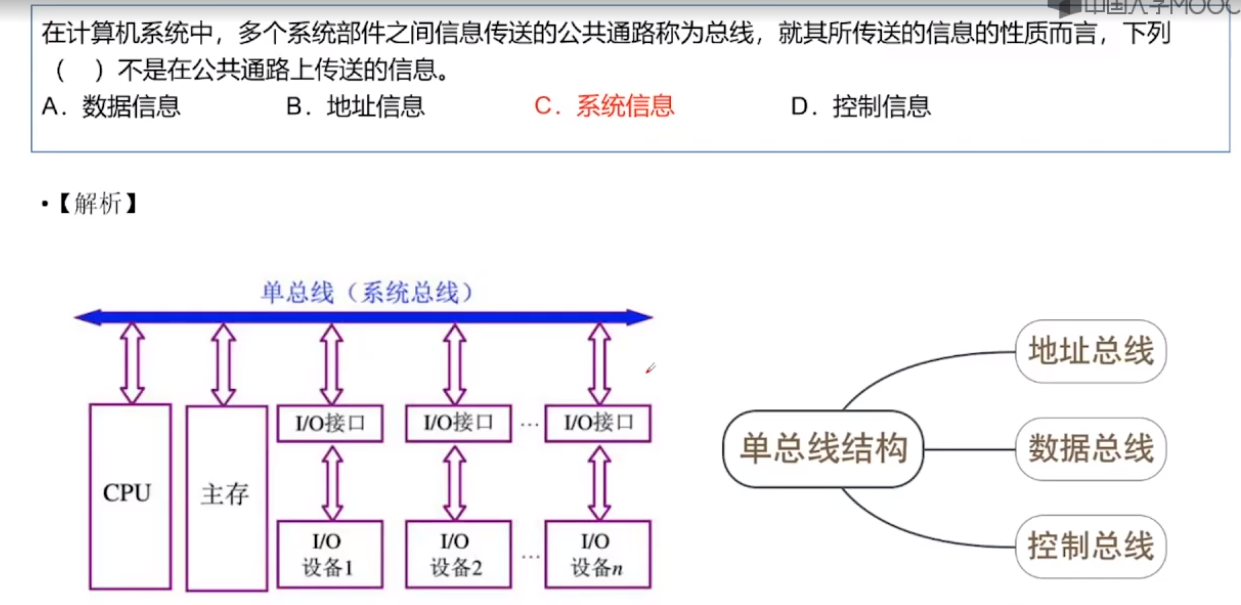 中国大学MOOC
在计算机系统中，多个系统部件之间信息传送的公共通路称为总线，就其所传送的信息的性质而言，下列
（ ）不是在公共通路上传送的信息。
A．数据信息 B．地址信息 C．系统信息 D．控制信息
•【解析】
单总线（系统总线）
CPU
主存
I/O接口
I/O接口
…
I/O接口
I/O
设备1
I/O
设备2
…
I/O
设备n
单总线结构
地址总线
数据总线
控制总线